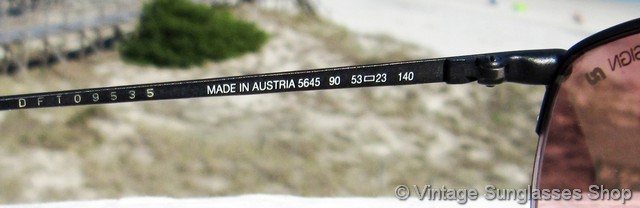 DFT09535 MADE IN AUSTRIA 5645 90 53▭23 140
© Vintage Sunglasses Shop